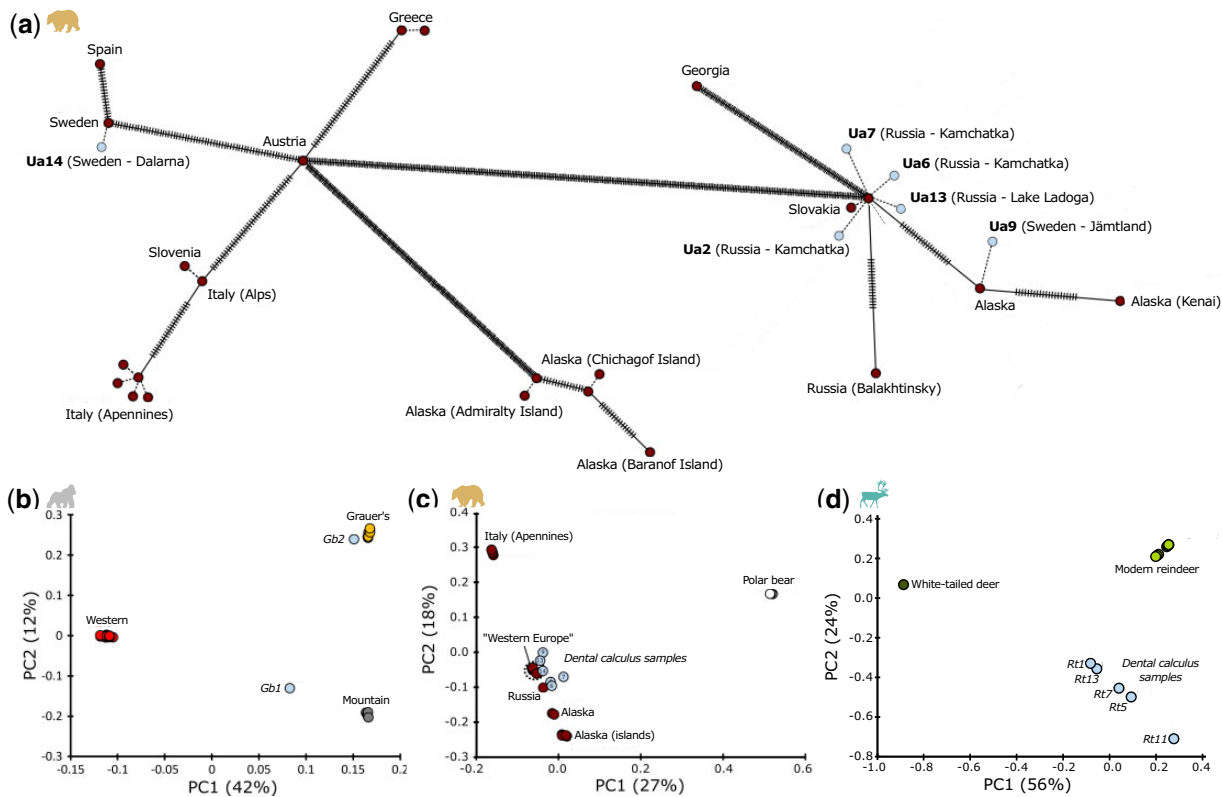 (a)
Greece
Spain
Georgia
Sweden
Austria
Ua7 (Russia - Kamchatka)
Ua6 (Russia - Kamchatka)
Ua14 (Sweden - Dalarna)
Ua13 (Russia - Lake Ladoga)
Slovakia
Ua9 (Sweden - Jämtland)
Ua2 (Russia - Kamchatka)
Slovenia
Italy (Alps)
Alaska
Alaska (Kenai)
Alaska (Chichagof Island)
Russia (Balakhtinsky)
Italy (Apennines)
Alaska (Admiralty Island)
Alaska (Baranof Island)
(b)
0.3
0.2
0.1
0
-0.1
-0.2
-0.3
PC2 (12%)
Grauer's
Gb2
Western
Gb1
Mountain
-0.15
-0.1
-0.05
0
0.05
0.1
0.15
0.2
PC1 (42%)
(c)
0.4
0.3
0.2
0.1
0.0
-0.1
-0.2
-0.3
PC2 (18%)
Italy (Apennines)
Polar bear
"Western Europe"
Dental calculus samples
Russia
Alaska
Alaska (islands)
-0.2
0.0
0.2
0.4
0.6
PC1 (27%)
(d)
0.4
0.2
0.0
-0.2
-0.4
-0.6
-0.8
PC2 (24%)
Modern reindeer
White-tailed deer
Rt1
Rt13
Dental calculus
samples
Rt7
Rt5
Rt11
-1.0
-0.8
-0.6
-0.4
-0.2
0.0
0.2
0.4
PC1 (56%)